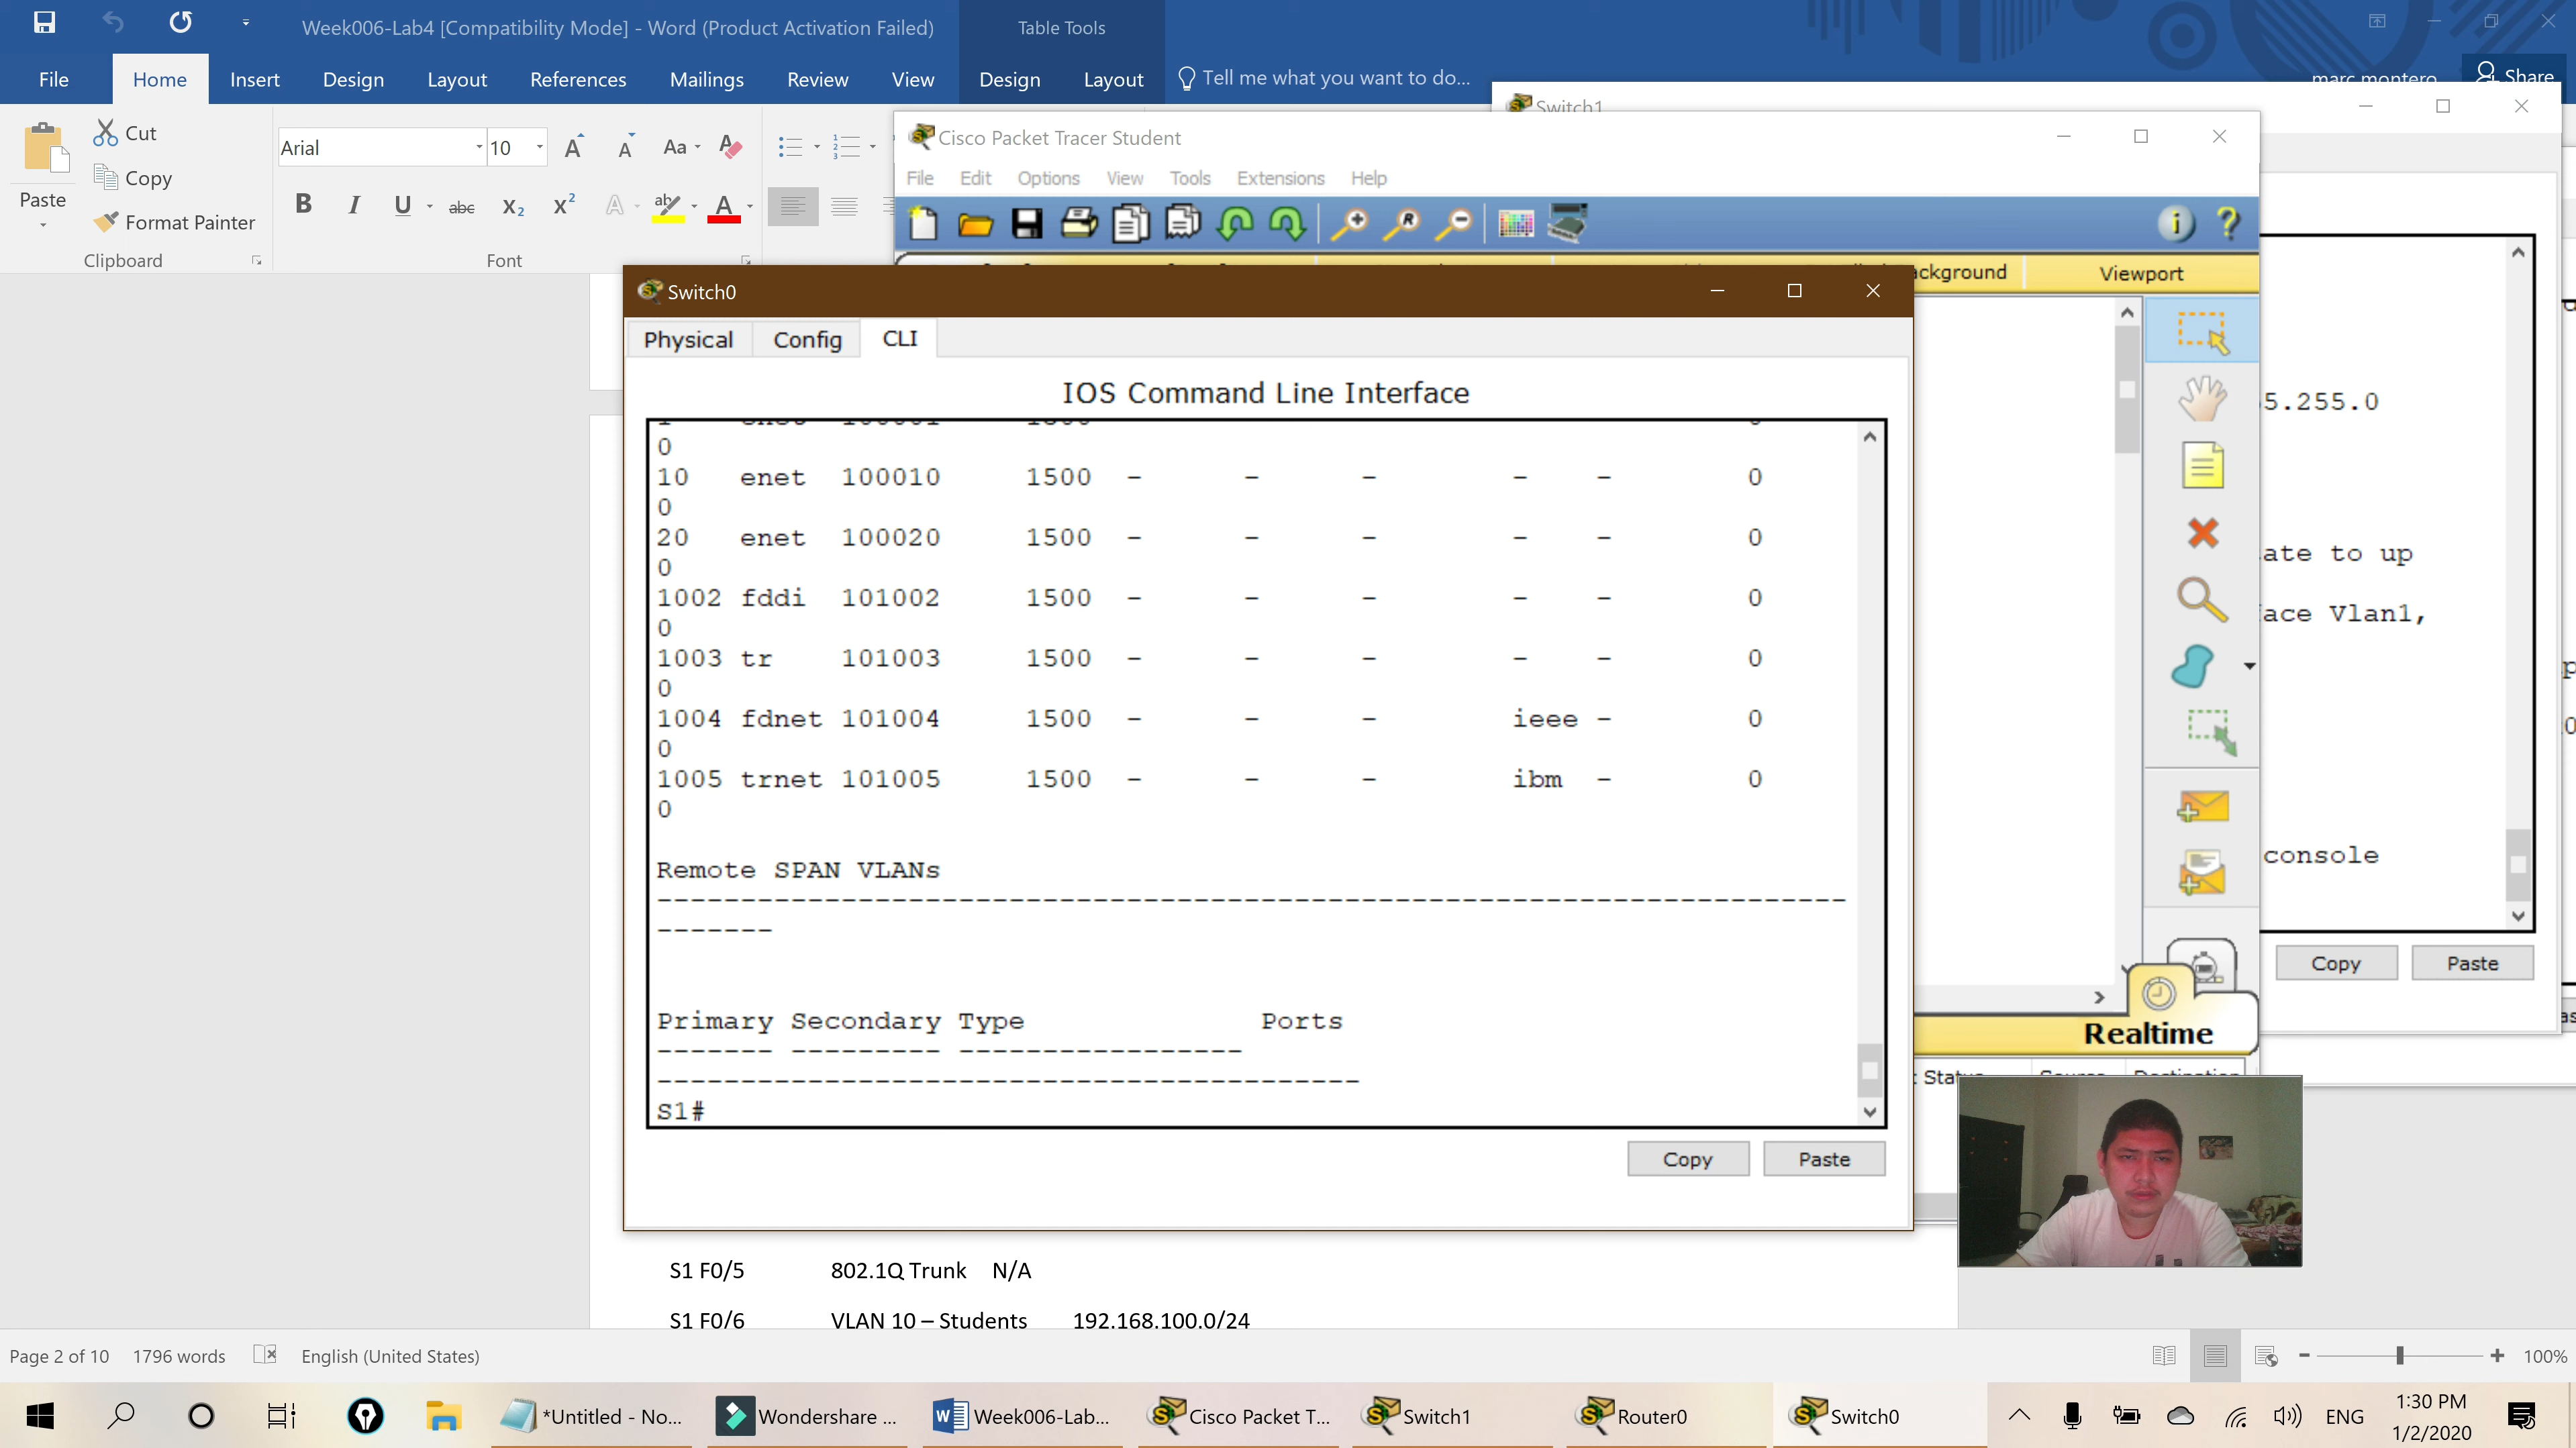 Week006-Lab4 [Compatibility Mode] - Word (Product Activation Failed)
Table Tools
File Home Insert Design Layout References Mailings Review View Design Layout Tell me what you want to do... marc montero Share
Paste
Cut
Copy
Format Painter
Clipboard
Arial 10
Font
Switch1
Cisco Packet Tracer Student
File Edit Options View Tools Extensions Help
Viewport
Switch0
Physical Config CLI
IOS Command Line Interface
0
10 enet 100010 1500 - - - - - 0
0
20 enet 100020 1500 - - - - - 0
0
1002 fddi 101002 1500 - - - - - 0
0
1003 tr 101003 1500 - - - - - 0
0
1004 fdnet 101004 1500 - - - ieee - 0
0
1005 trnet 101005 1500 - - - ibm - 0
0
Remote SPAN VLANs
-----------------------------------------------------------------------
-------
Primary Secondary Type Ports
------- --------- -----------------
------------------------------------------
S1#
Copy Paste
5.255.0
ate to up
ace Vlan1,
console
Copy Paste
Realtime
S1 F0/5 802.1Q Trunk N/A
S1 F0/6 VLAN 10 – Students 192.168.100.0/24
Page 2 of 10 1796 words English (United States) 100%
*Untitled - No... Wondershare ... Week006-Lab... Cisco Packet T... Switch1 Router0 Switch0 ENG
1:30 PM
1/2/2020